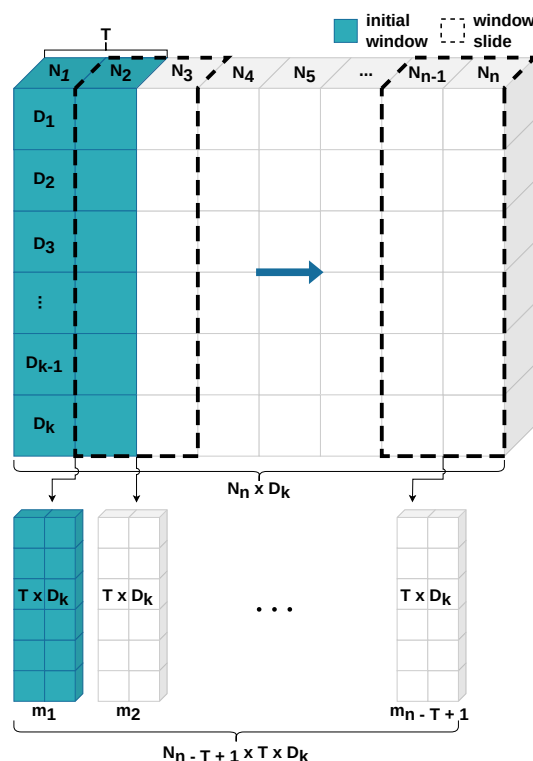 initial window
window slide
T
N1 N2 N3 N4 N5 ... Nn-1 Nn
D1
D2
D3
...
Dk-1
Dk
Nn x Dk
T x Dk T x Dk . . . T x Dk
m1 m2 mn - T + 1
Nn - T + 1 x T x Dk